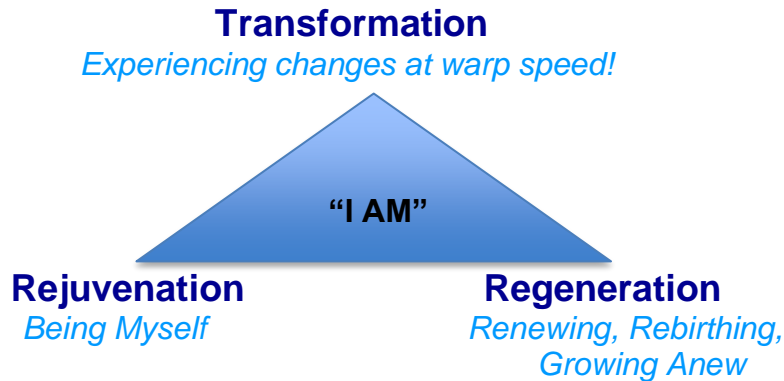 Transformation
Experiencing changes at warp speed!
“I AM”
Rejuvenation
Being Myself
Regeneration
Renewing, Rebirthing,
Growing Anew